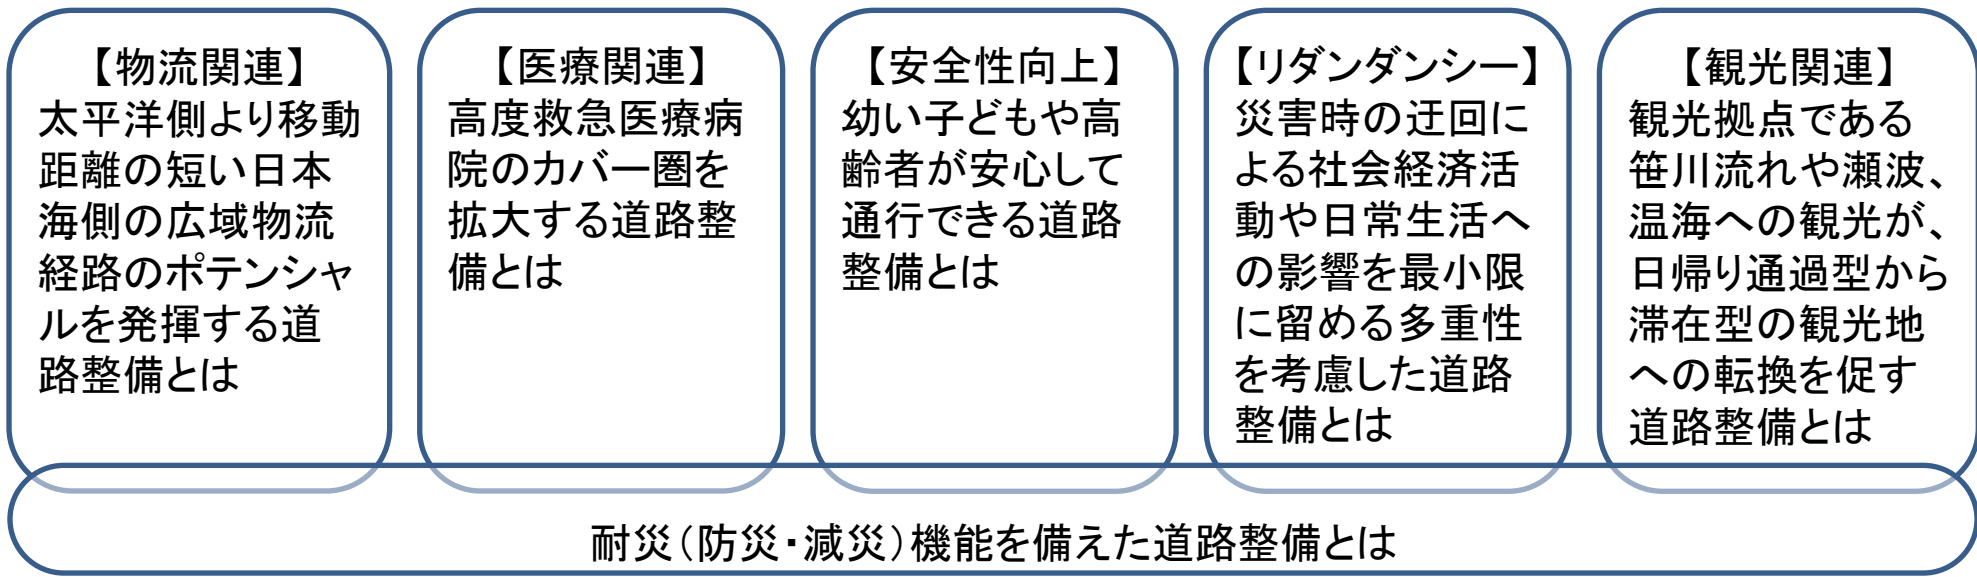 【物流関連】
太平洋側より移動
距離の短い日本
海側の広域物流
経路のポテンシャ
ルを発揮する道
路整備とは
【医療関連】
高度救急医療病
院のカバー圏を
拡大する道路整
備とは
【安全性向上】
幼い子どもや高
齢者が安心して
通行できる道路
整備とは
【リダンダンシー】
災害時の迂回に
よる社会経済活
動や日常生活へ
の影響を最小限
に留める多重性
を考慮した道路
整備とは
【観光関連】
観光拠点である
笹川流れや瀬波、
温海への観光が、
日帰り通過型から
滞在型の観光地
への転換を促す
道路整備とは
耐災（防災・減災）機能を備えた道路整備とは